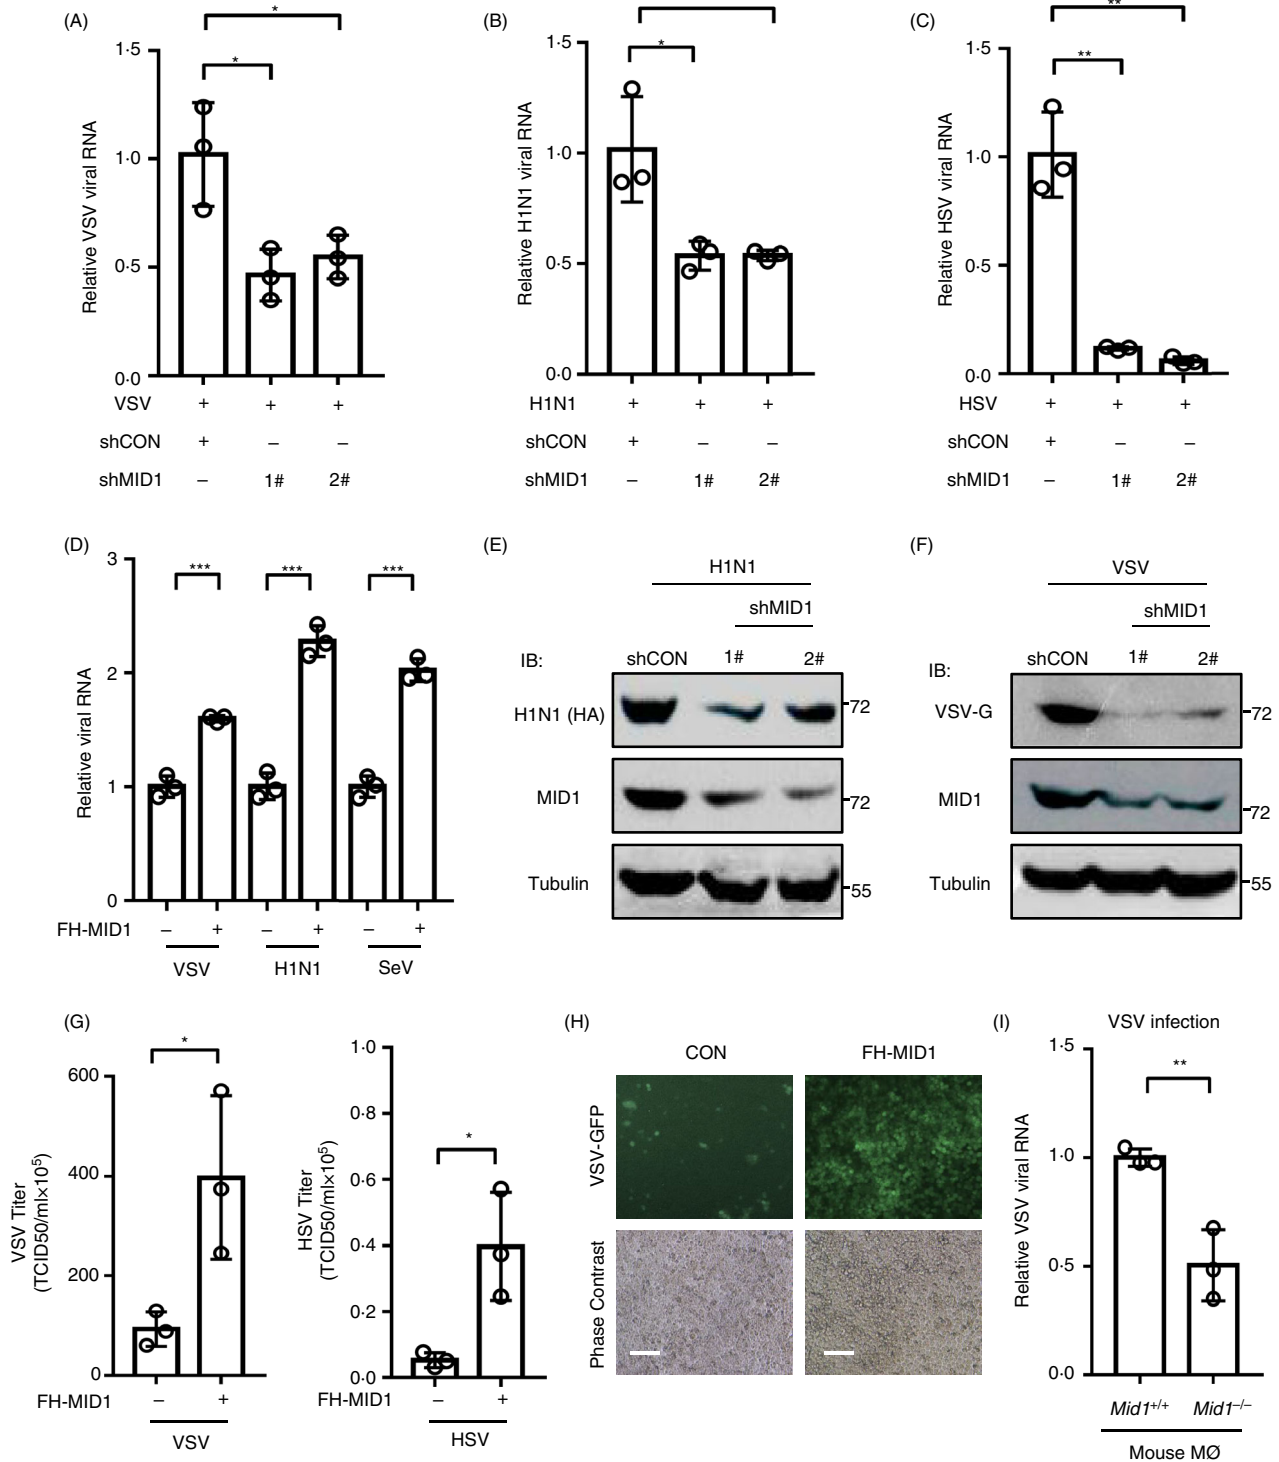 (A)
*
*
1·5
1·0
0·5
0·0
Relative VSV viral RNA
VSV + + +
shCON + – –
shMID1 – 1# 2#
(B)
*
1·5
1·0
0·5
0·0
Relative H1N1 viral RNA
H1N1 + + +
shCON + – –
shMID1 – 1# 2#
(C)
**
**
1·5
1·0
0·5
0·0
Relative HSV viral RNA
HSV + + +
shCON + – –
shMID1 – 1# 2#
(D)
*** *** ***
3
2
1
0
Relative viral RNA
FH-MID1 – + – + – +
VSV H1N1 SeV
(E)
H1N1
shMID1
IB: shCON 1# 2#
H1N1 (HA) 72
MID1 72
Tubulin 55
(F)
VSV
shMID1
shCON 1# 2#
IB:
VSV-G 72
MID1 72
Tubulin 55
(G)
*
600
400
200
0
VSV Titer
(TCID50/ml×10⁵)
FH-MID1 – +
VSV
*
1·0
0·8
0·6
0·4
0·2
0·0
HSV Titer
(TCID50/ml×10⁵)
FH-MID1 – +
HSV
(H)
CON FH-MID1
VSV-GFP
Phase Contrast
(I)
VSV infection
**
1·5
1·0
0·5
0·0
Relative VSV viral RNA
Mid1⁺/⁺ Mid1⁻/⁻
Mouse MØ